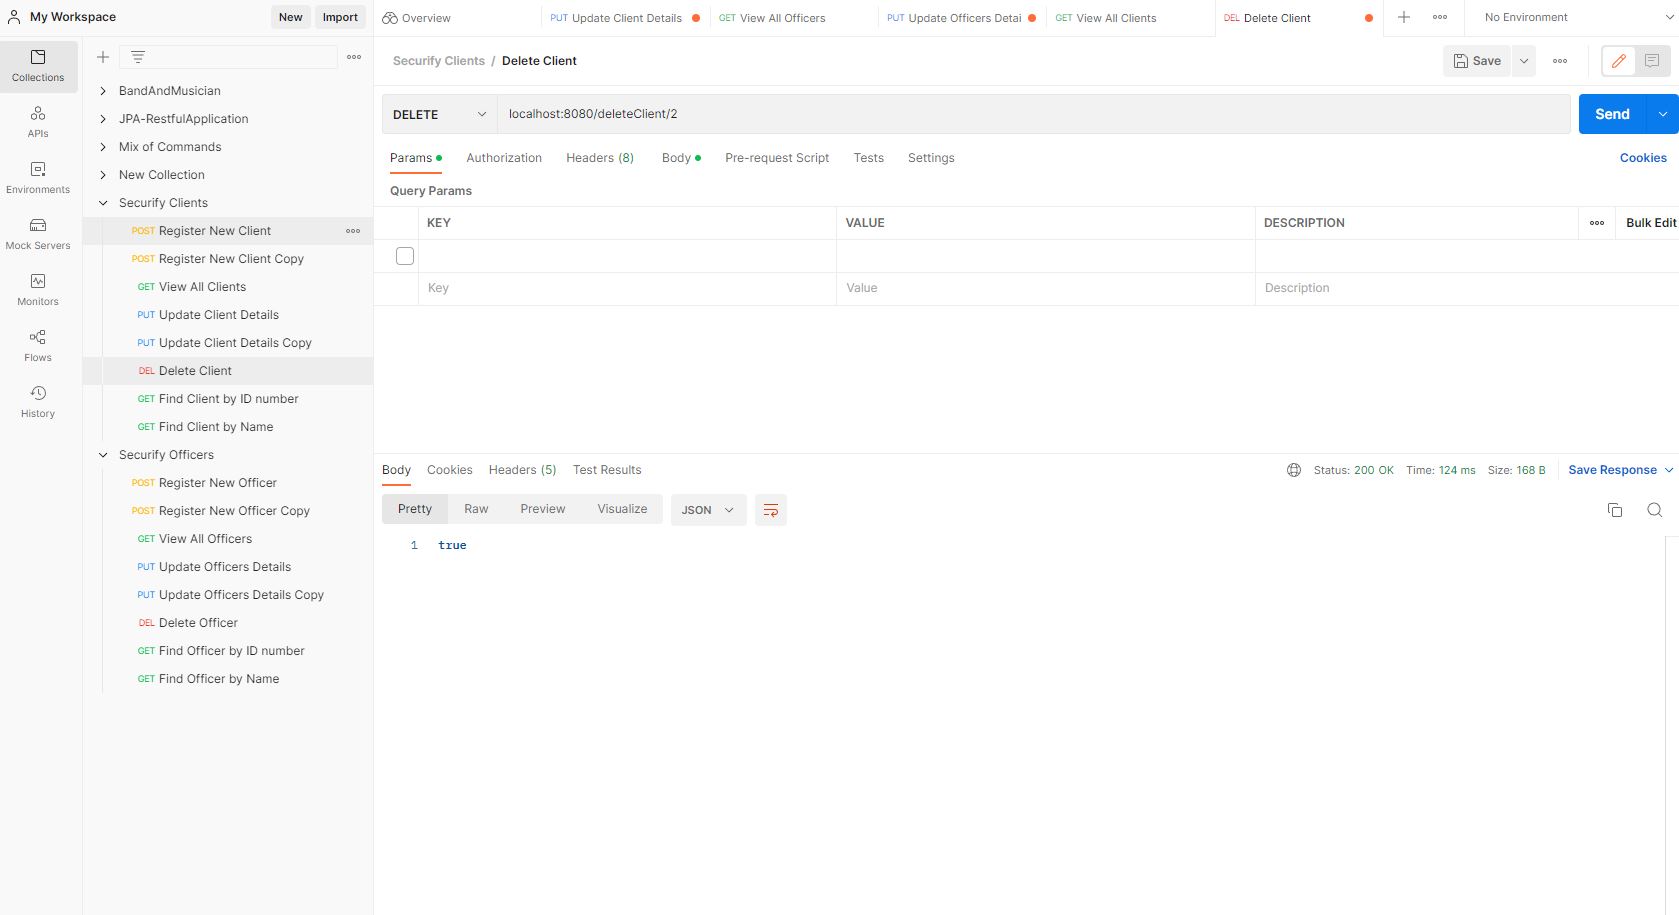 My Workspace New Import
Overview PUT Update Client Details GET View All Officers PUT Update Officers Detai GET View All Clients DEL Delete Client No Environment
Collections
APIs
Environments
Mock Servers
Monitors
Flows
History
BandAndMusician
JPA-RestfulApplication
Mix of Commands
New Collection
Securify Clients
POST Register New Client
POST Register New Client Copy
GET View All Clients
PUT Update Client Details
PUT Update Client Details Copy
DEL Delete Client
GET Find Client by ID number
GET Find Client by Name
Securify Officers
POST Register New Officer
POST Register New Officer Copy
GET View All Officers
PUT Update Officers Details
PUT Update Officers Details Copy
DEL Delete Officer
GET Find Officer by ID number
GET Find Officer by Name
Securify Clients / Delete Client Save
DELETE localhost:8080/deleteClient/2 Send
Params Authorization Headers (8) Body Pre-request Script Tests Settings Cookies
Query Params
KEY VALUE DESCRIPTION Bulk Edit
Key Value Description
Body Cookies Headers (5) Test Results Status: 200 OK Time: 124 ms Size: 168 B Save Response
Pretty Raw Preview Visualize JSON
1 true